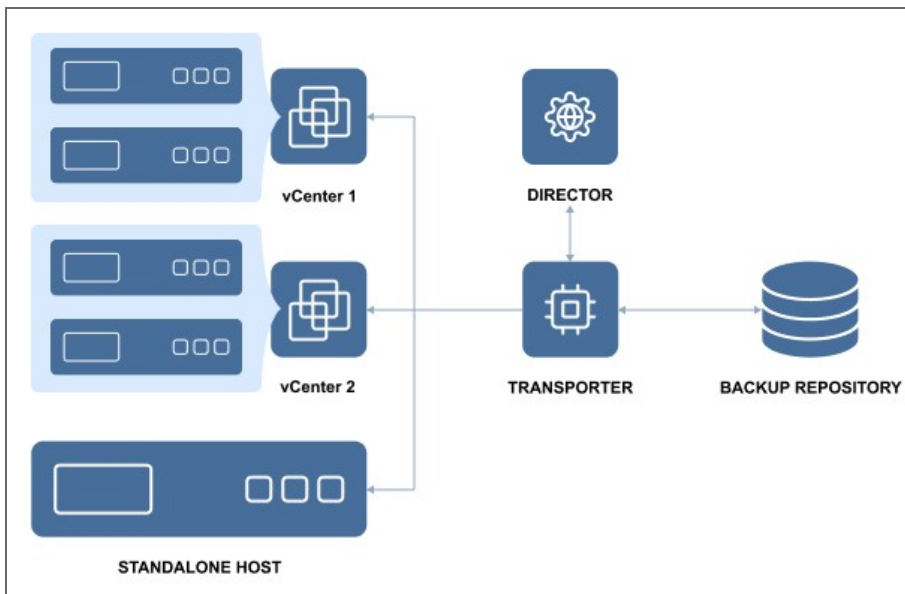 vCenter 1
DIRECTOR
vCenter 2
TRANSPORTER
BACKUP REPOSITORY
STANDALONE HOST